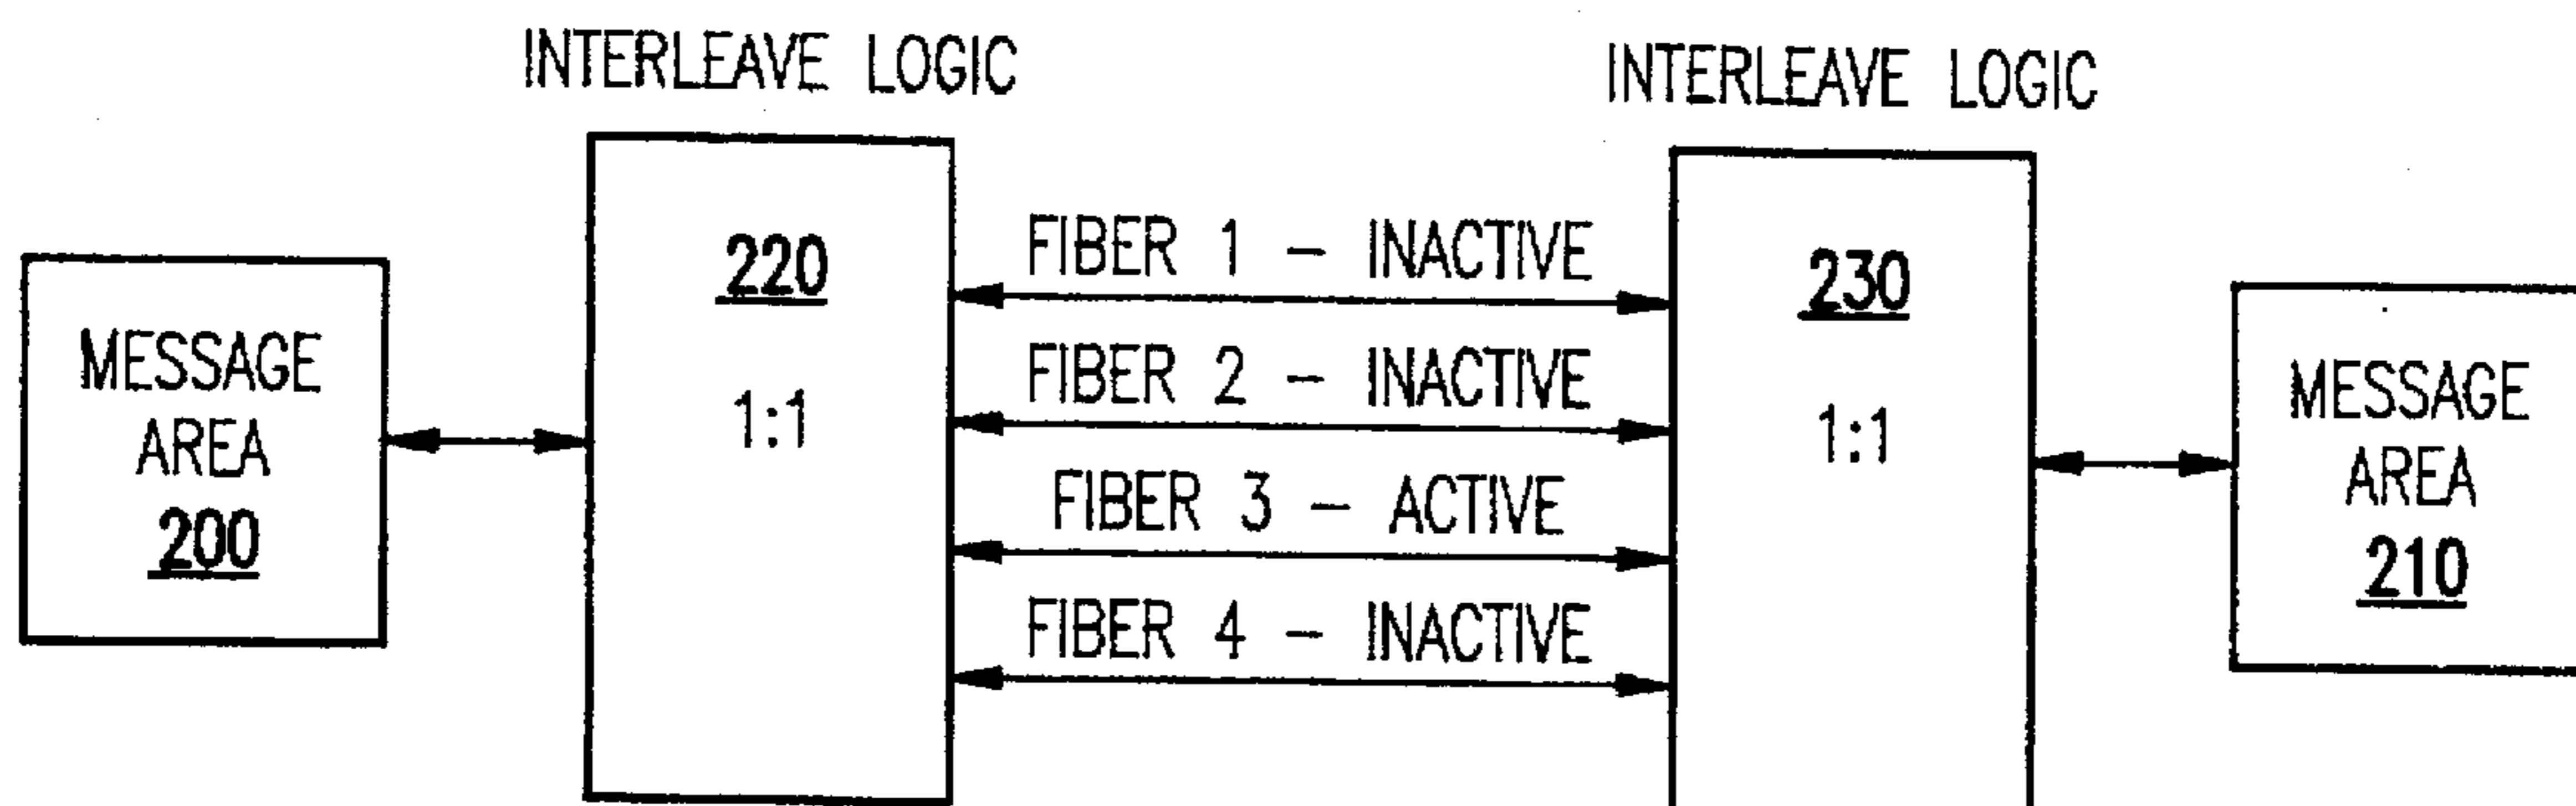 INTERLEAVE LOGIC
INTERLEAVE LOGIC
MESSAGE
AREA
200
220
1:1
FIBER 1 - INACTIVE
FIBER 2 - INACTIVE
FIBER 3 - ACTIVE
FIBER 4 - INACTIVE
230
1:1
MESSAGE
AREA
210